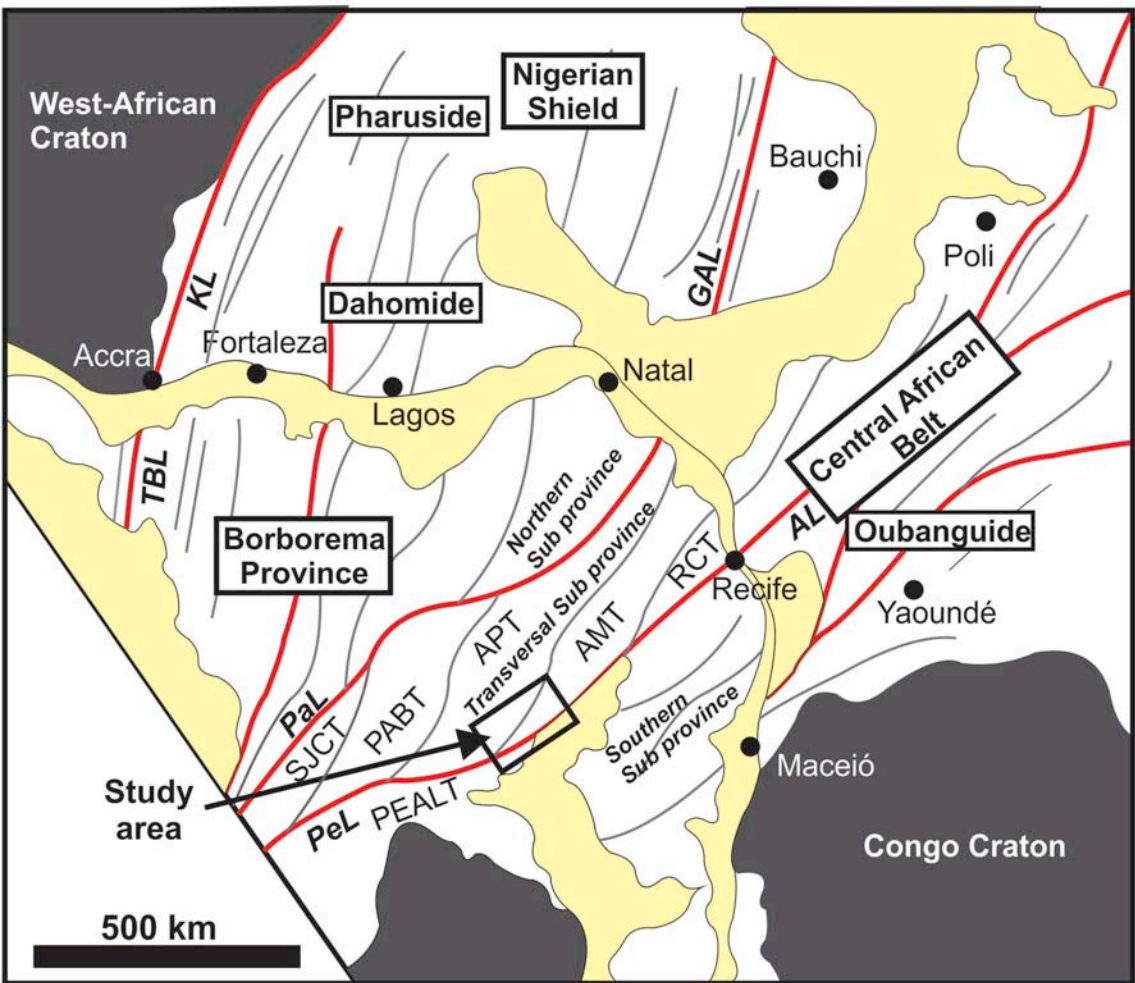 West-African
Craton
Pharuside
Nigerian
Shield
Bauchi
Poli
KL
GAL
Dahomide
Accra
Fortaleza
Lagos
Natal
Central African
Belt
TBL
Northern
Sub province
Borborema
Province
AL
Oubanguide
RCT
Recife
Yaoundé
APT
Transversal Sub province
AMT
PaL
SJCT
PABT
Southern
Sub province
Maceió
Study
area
PeL
PEALT
Congo Craton
500 km